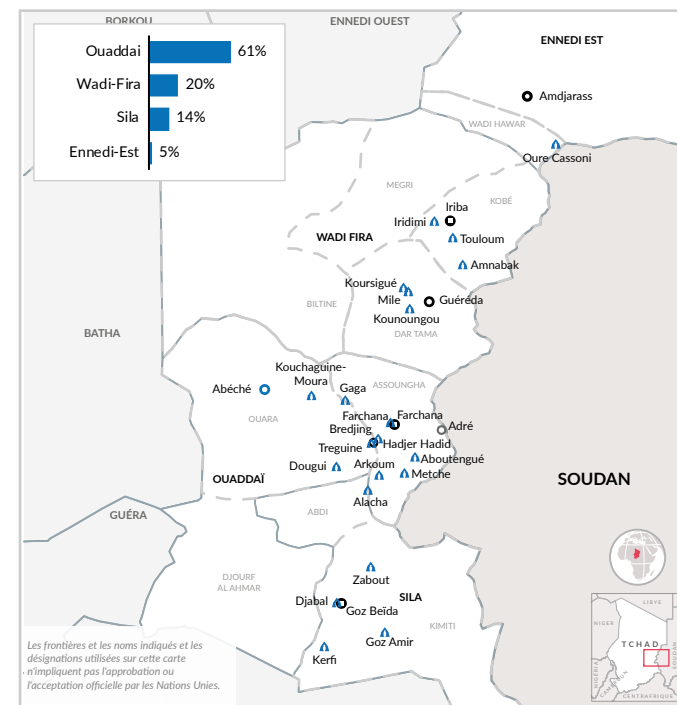 BORKOU
ENNEDI OUEST
ENNEDI EST
Ouaddai 61%
Wadi-Fira 20%
Sila 14%
Ennedi-Est 5%
Amdjarass
WADI HAWAR
Oure Cassoni
MEGRI
KOBÉ
Iriba
Iridimi
WADI FIRA
Touloum
Amnabak
Koursigué
BILTINE
Mile
Guéréda
Kounoungou
DAR TAMA
BATHA
Kouchaguine-
Moura
ASSOUNGHA
Abéché
Gaga
OUARA
Farchana
Farchana
Adré
Bredjing
Treguine
Hadjer Hadid
Aboutengué
Dougui
Arkoum
Metche
OUADDAÏ
SOUDAN
Alacha
GUÉRA
ABDI
Zabout
DJOURF
AL AHMAR
Djabal
SILA
Goz Beïda
KIMITI
Goz Amir
Kerfi
LIBYE
NIGER
TCHAD
SOUDAN
NIGERIA
CAMEROUN
CENTRAFRIQUE
Les frontières et les noms indiqués et les
désignations utilisées sur cette carte
n'impliquent pas l'approbation ou
l'acceptation officielle par les Nations Unies.